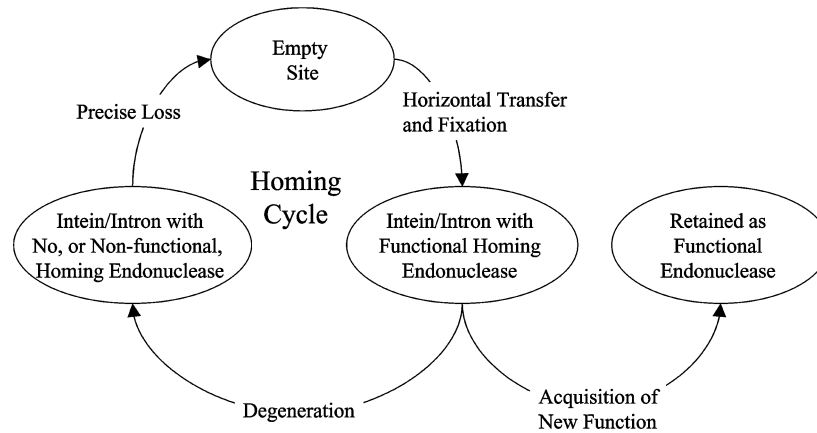 Empty
Site
Precise Loss
Horizontal Transfer
and Fixation
Homing
Cycle
Intein/Intron with
No, or Non-functional,
Homing Endonuclease
Intein/Intron with
Functional Homing
Endonuclease
Retained as
Functional
Endonuclease
Degeneration
Acquisition of
New Function